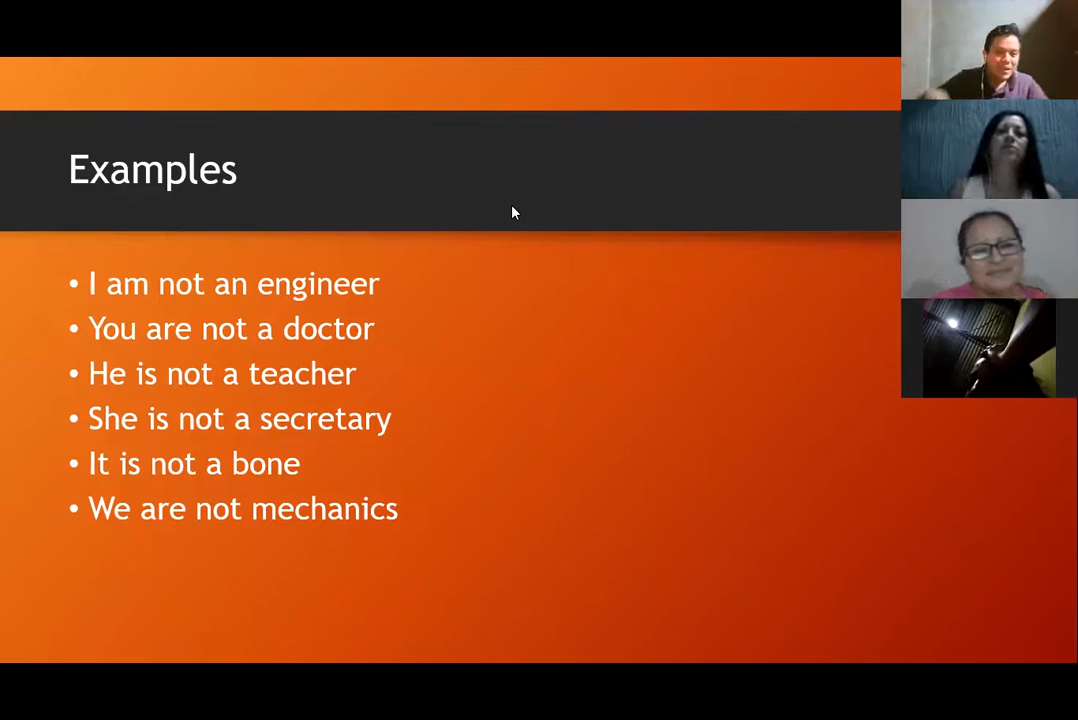 Examples
• I am not an engineer
• You are not a doctor
• He is not a teacher
• She is not a secretary
• It is not a bone
• We are not mechanics